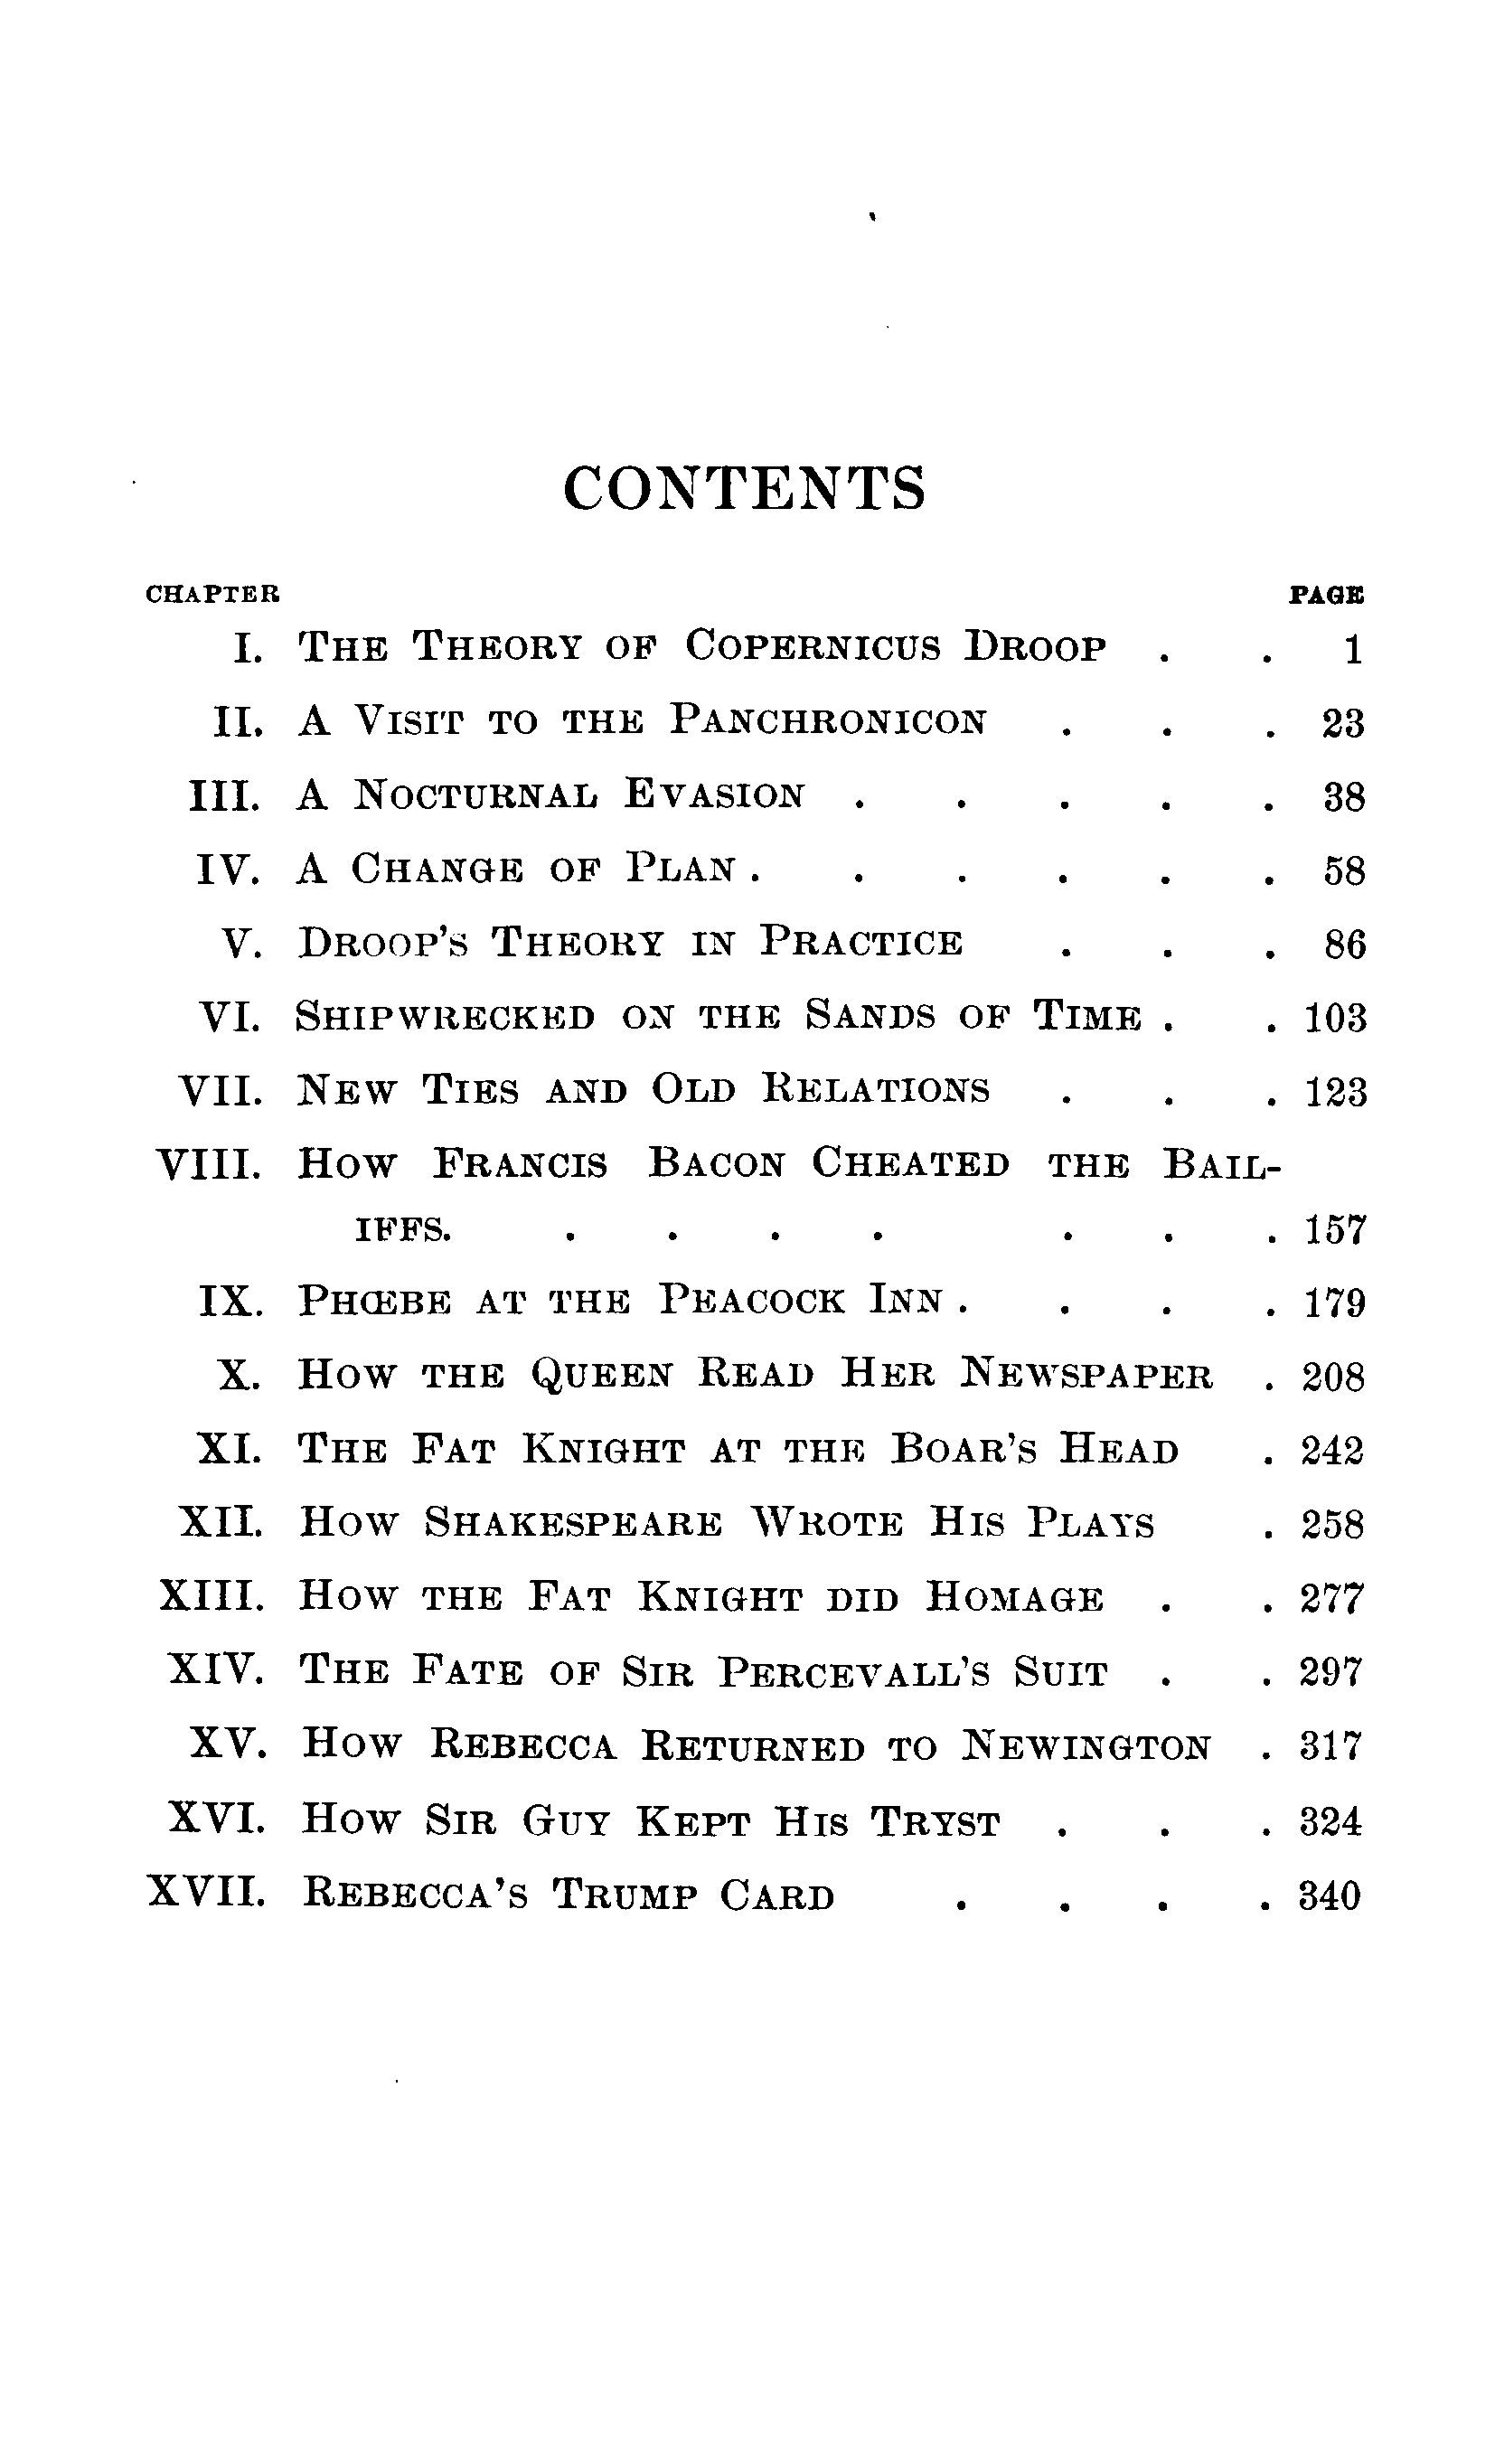 CONTENTS
CHAPTER PAGE
I. The Theory of Copernicus Droop . . 1
II. A Visit to the Panchronicon . . . 23
III. A Nocturnal Evasion . . . . . 38
IV. A Change of Plan . . . . . . 58
V. Droop's Theory in Practice . . . 86
VI. Shipwrecked on the Sands of Time . . 103
VII. New Ties and Old Relations . . . 123
VIII. How Francis Bacon Cheated the Bail-
iffs. . . . . . . . 157
IX. Phœbe at the Peacock Inn . . . . 179
X. How the Queen Read Her Newspaper . 208
XI. The Fat Knight at the Boar's Head . 242
XII. How Shakespeare Wrote His Plays . 258
XIII. How the Fat Knight did Homage . . 277
XIV. The Fate of Sir Percevall's Suit . . 297
XV. How Rebecca Returned to Newington . 317
XVI. How Sir Guy Kept His Tryst . . . 324
XVII. Rebecca's Trump Card . . . . 340